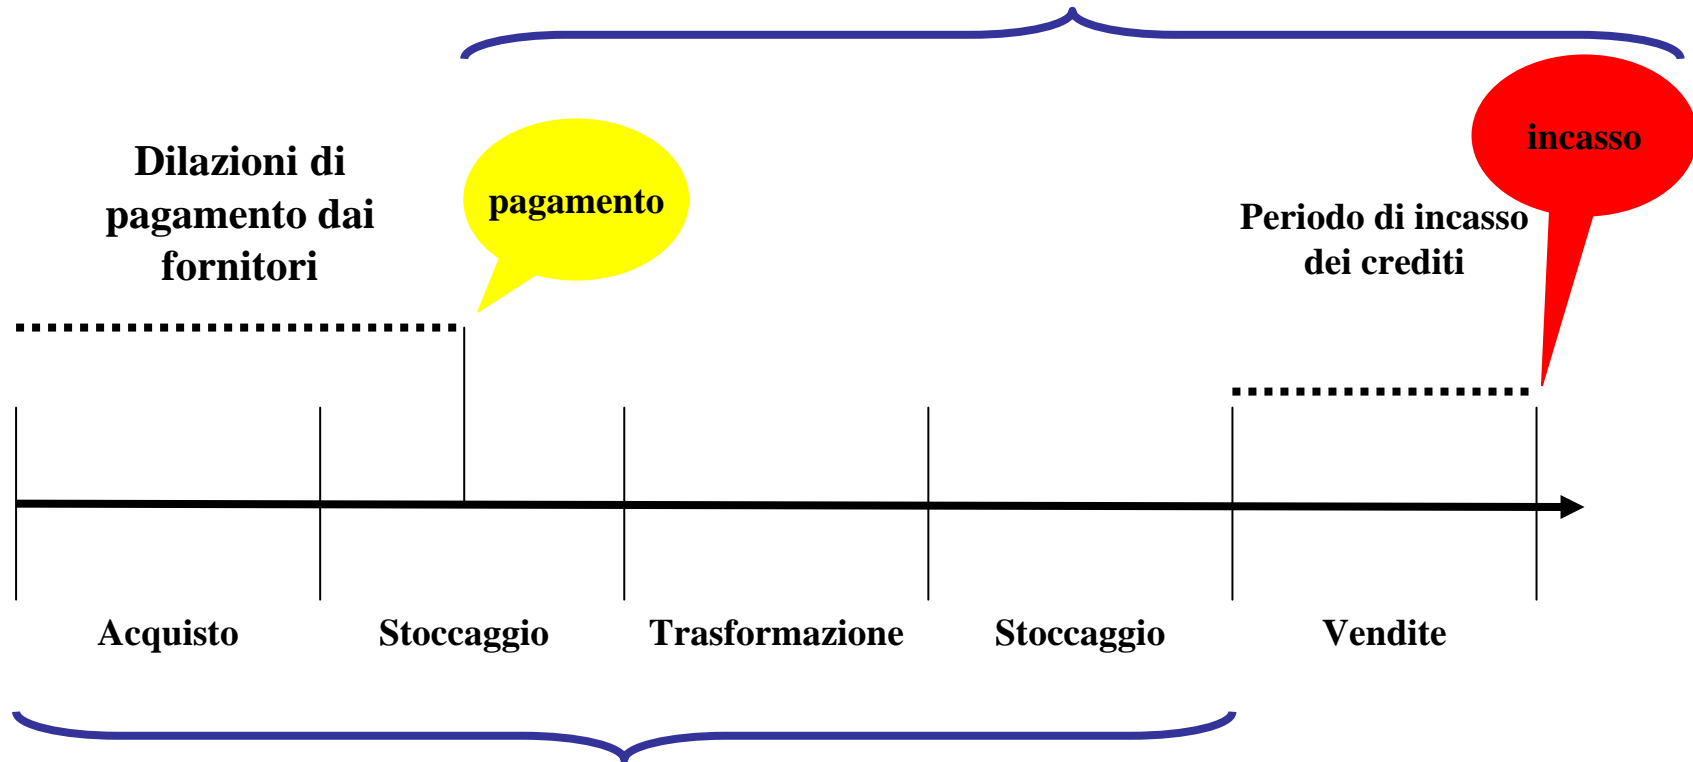 Dilazioni di
pagamento dai
fornitori
pagamento
incasso
Periodo di incasso
dei crediti
Acquisto
Stoccaggio
Trasformazione
Stoccaggio
Vendite